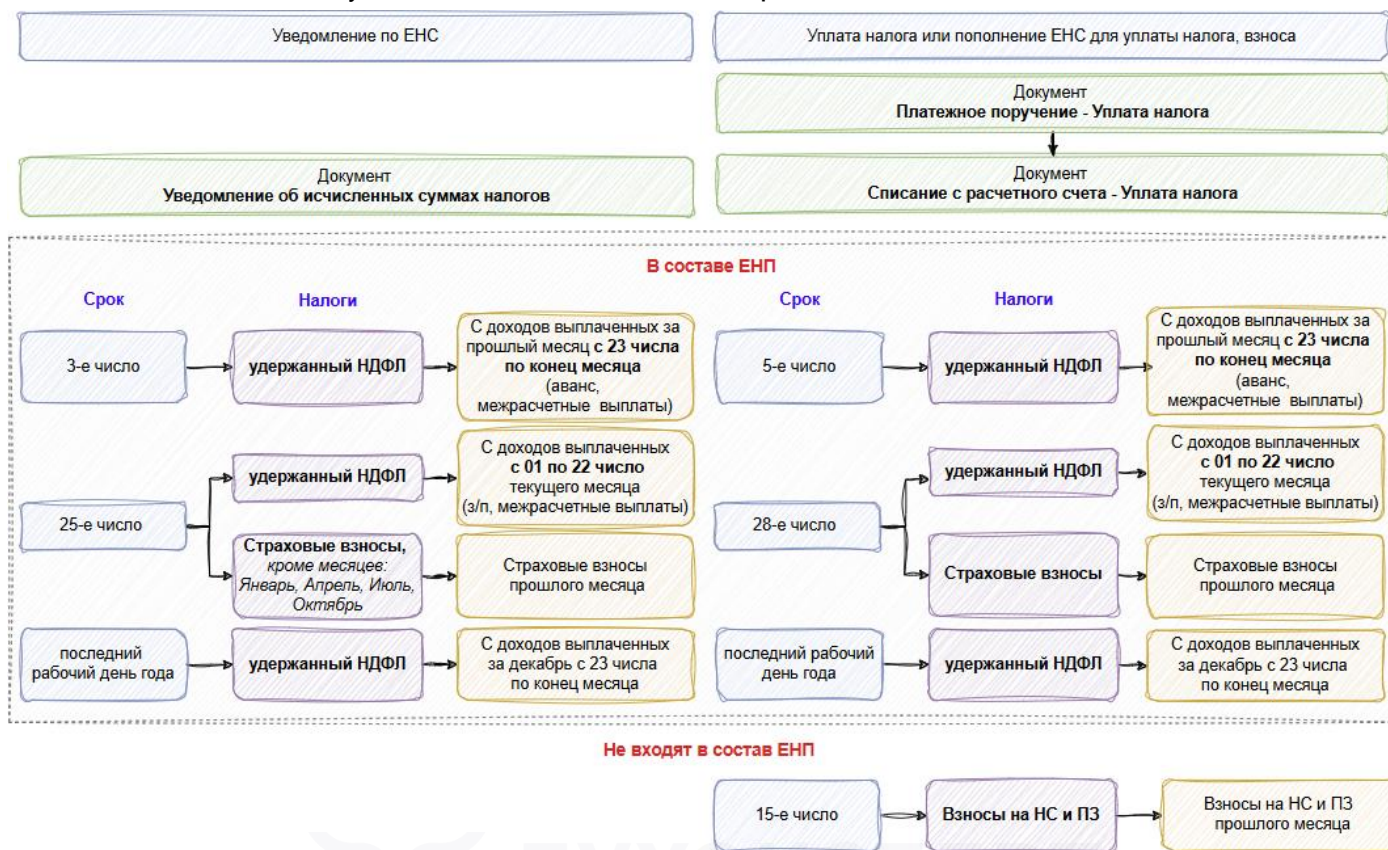 Уведомление по ЕНС
Уплата налога или пополнение ЕНС для уплаты налога, взноса
Документ
Платежное поручение - Уплата налога
Документ
Уведомление об исчисленных суммах налогов
Документ
Списание с расчетного счета - Уплата налога
В составе ЕНП
Срок
Налоги
Срок
Налоги
3-е число
удержанный НДФЛ
С доходов выплаченных за
прошлый месяц с 23 числа
по конец месяца
(аванс,
межрасчетные выплаты)
5-е число
удержанный НДФЛ
С доходов выплаченных за
прошлый месяц с 23 числа
по конец месяца
(аванс,
межрасчетные выплаты)
25-е число
удержанный НДФЛ
С доходов выплаченных
с 01 по 22 число
текущего месяца
(з/п, межрасчетные выплаты)
Страховые взносы,
кроме месяцев:
Январь, Апрель, Июль,
Октябрь
Страховые взносы
прошлого месяца
28-е число
удержанный НДФЛ
С доходов выплаченных
с 01 по 22 число
текущего месяца
(з/п, межрасчетные выплаты)
Страховые взносы
Страховые взносы
прошлого месяца
последний
рабочий день года
удержанный НДФЛ
С доходов выплаченных
за декабрь с 23 числа
по конец месяца
последний рабочий
день года
удержанный НДФЛ
С доходов выплаченных
за декабрь с 23 числа
по конец месяца
Не входят в состав ЕНП
15-е число
Взносы на НС и ПЗ
Взносы на НС и ПЗ
прошлого месяца